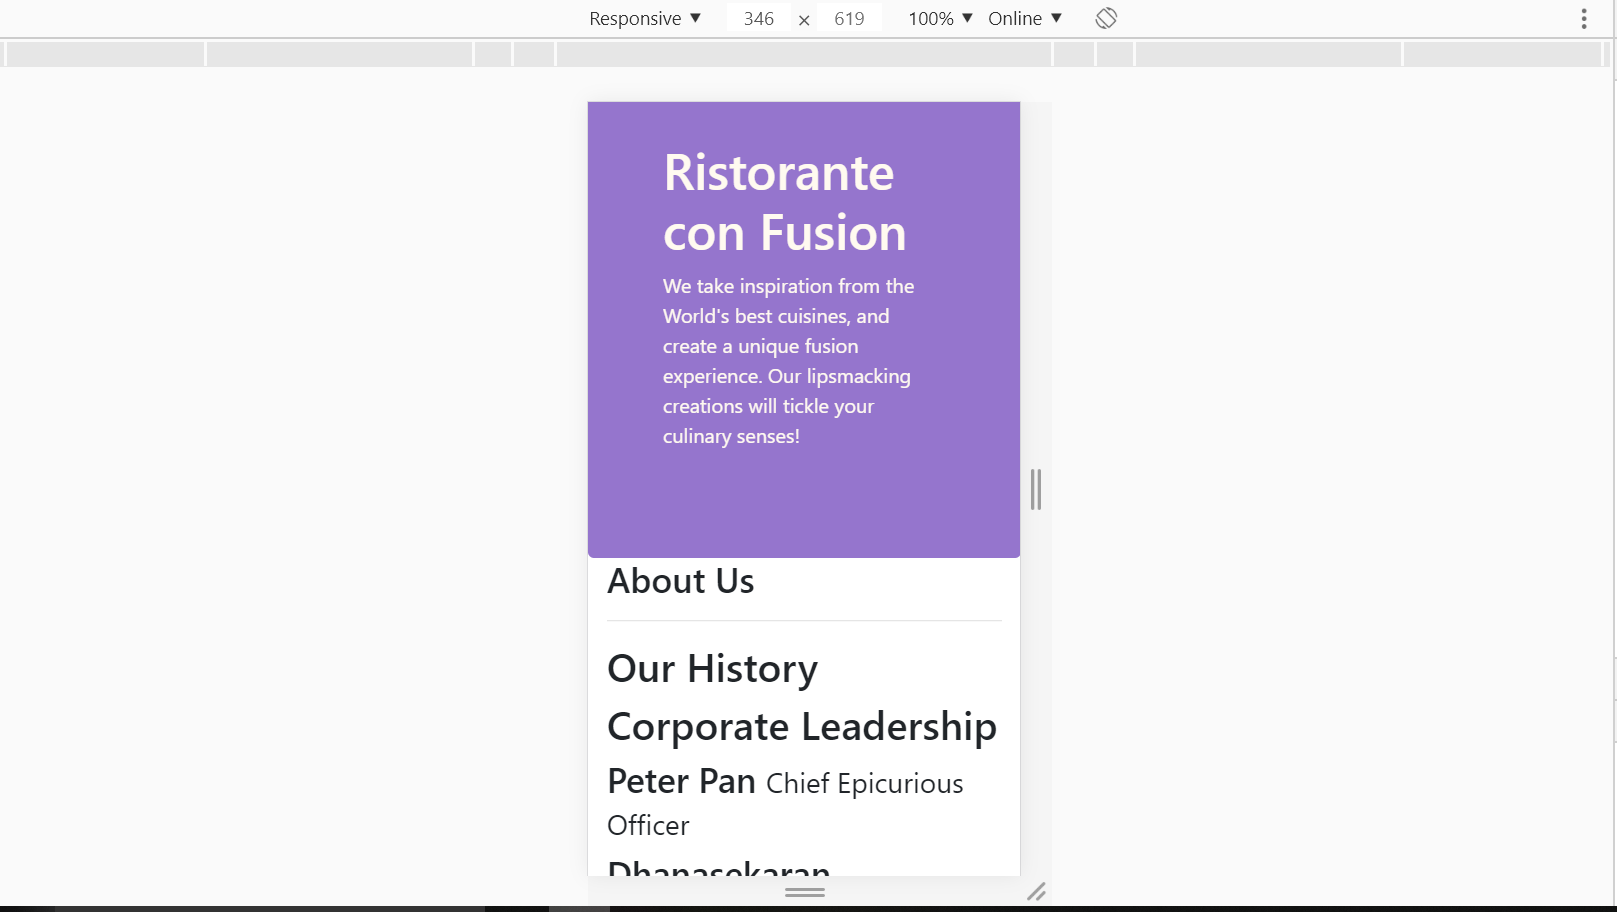 Responsive ▼ 346 × 619 100% ▼ Online ▼
Ristorante
con Fusion
We take inspiration from the
World's best cuisines, and
create a unique fusion
experience. Our lipsmacking
creations will tickle your
culinary senses!
About Us
Our History
Corporate Leadership
Peter Pan Chief Epicurious
Officer
Dhanasekaran